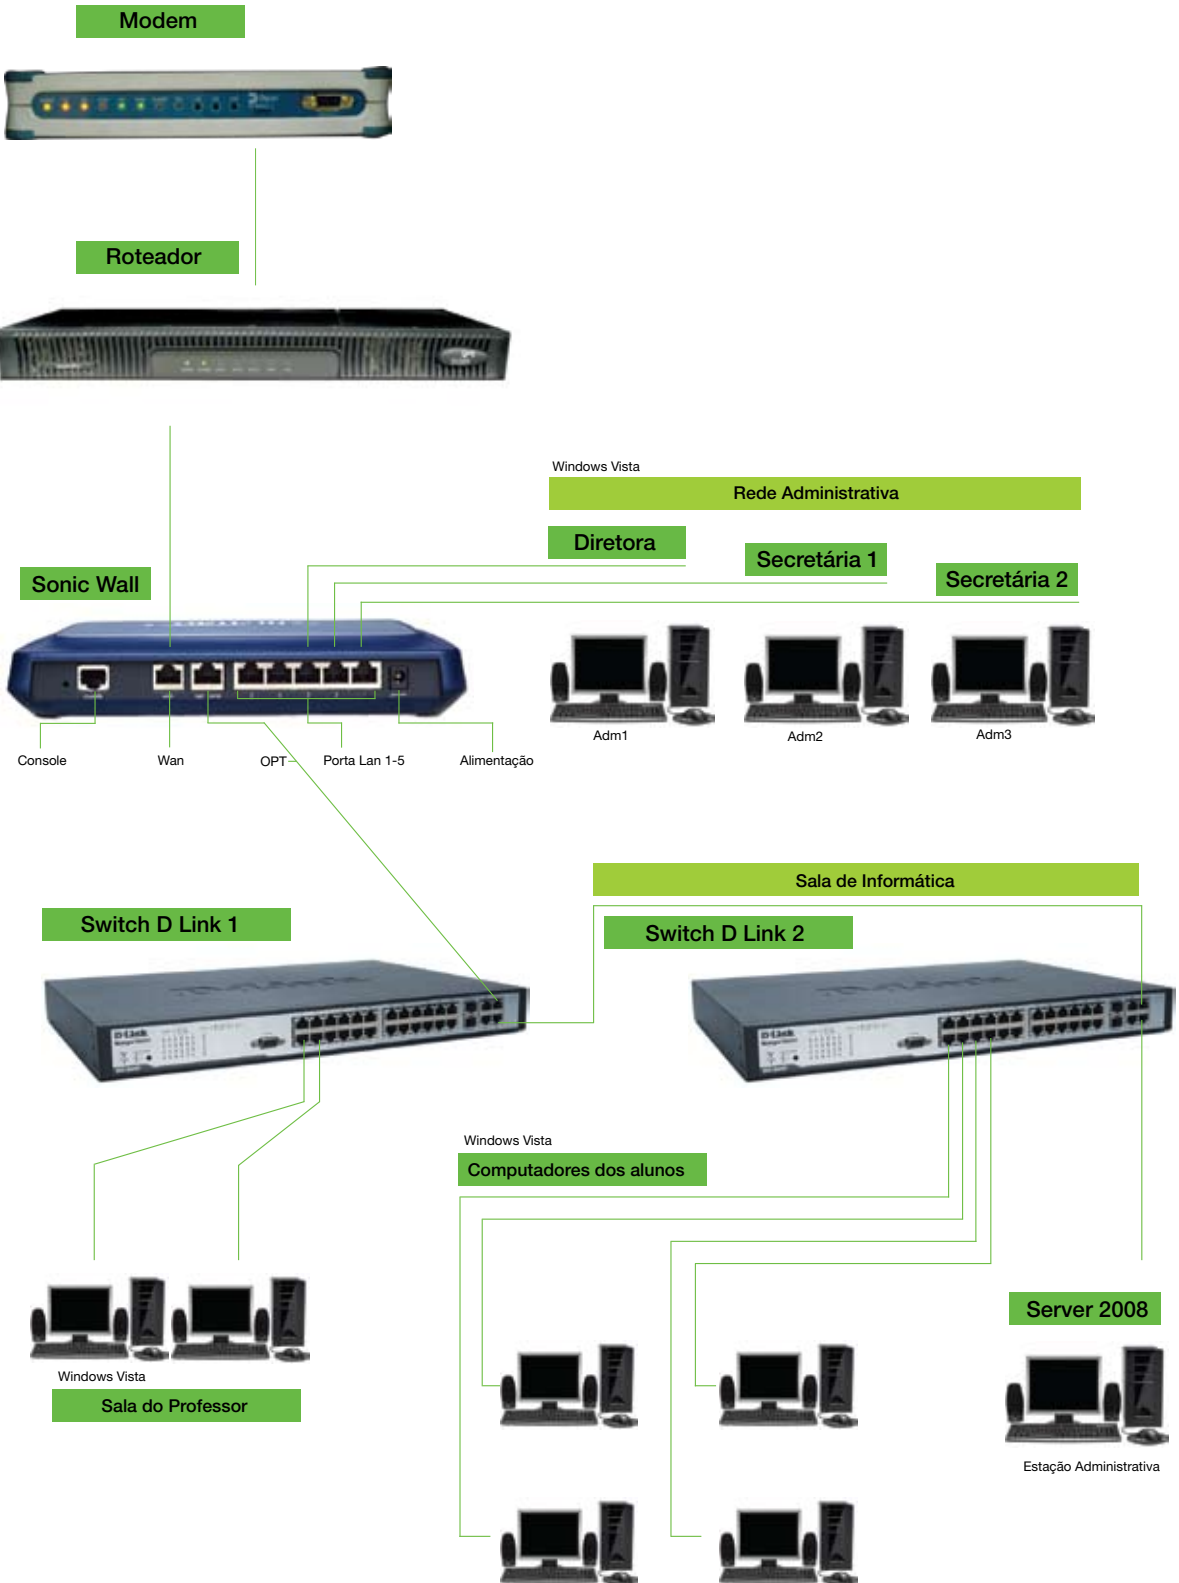 Modem
Roteador
Windows Vista
Rede Administrativa
Diretora
Secretária 1
Secretária 2
Sonic Wall
Adm1
Adm2
Adm3
Console
Wan
OPT
Porta Lan 1-5
Alimentação
Sala de Informática
Switch D Link 1
Switch D Link 2
D-Link
D-Link
Windows Vista
Computadores dos alunos
Server 2008
Windows Vista
Sala do Professor
Estação Administrativa